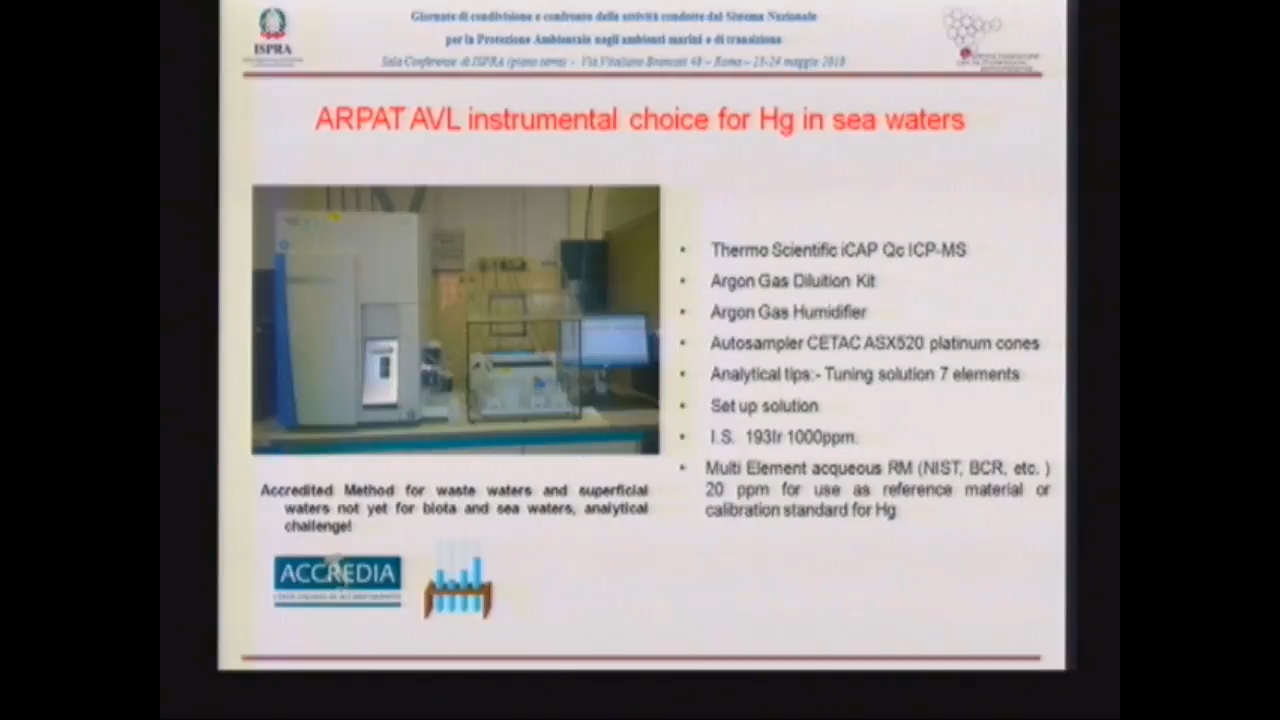 ISPRA
Giornate di condivisione e confronto delle attività condotte dal Sistema Nazionale
per la Protezione Ambientale negli ambienti marini e di transizione
Sala Conferenze di ISPRA (piano terra) - Via Vitaliano Brancati 48 – Roma – 23-24 maggio 2018
ARPAT AVL instrumental choice for Hg in sea waters
• Thermo Scientific iCAP Qc ICP-MS
• Argon Gas Diluition Kit
• Argon Gas Humidifier
• Autosampler CETAC ASX520 platinum cones
• Analytical tips:- Tuning solution 7 elements
• Set up solution
• I.S. 193Ir 1000ppm.
• Multi Element acqueous RM (NIST, BCR, etc. )
20 ppm for use as reference material or
calibration standard for Hg
Accredited Method for waste waters and superficial
waters not yet for biota and sea waters, analytical
challenge!
ACCREDIA